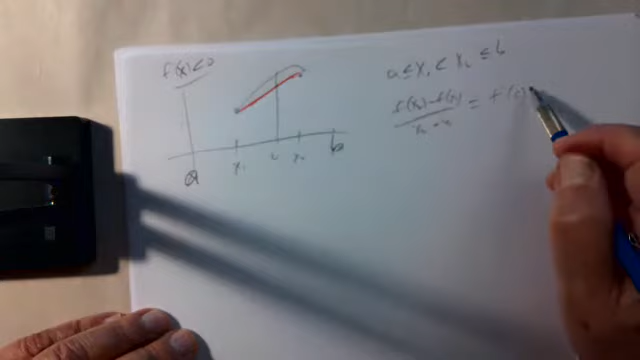 f(x)<0
a ≤ x₁ < x₂ ≤ b
f(x₂)-f(x₁) / x₂ - x₁ = f'(c)
a x₁ c x₂ b